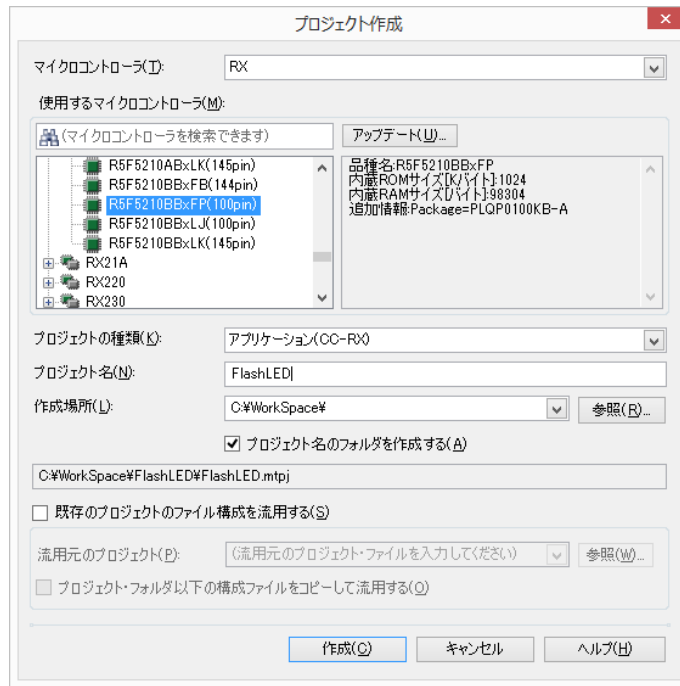 プロジェクト作成
マイクロコントローラ(T):
RX
使用するマイクロコントローラ(M):
(マイクロコントローラを検索できます)
アップデート(U)...
R5F5210ABxLK(145pin)
R5F5210BBxFB(144pin)
R5F5210BBxFP(100pin)
R5F5210BBxLJ(100pin)
R5F5210BBxLK(145pin)
RX21A
RX220
RX230
品種名:R5F5210BBxFP
内蔵ROMサイズ[Kバイト]:1024
内蔵RAMサイズ[バイト]:98304
追加情報:Package=PLQP0100KB-A
プロジェクトの種類(K):
アプリケーション(CC-RX)
プロジェクト名(N):
FlashLED
作成場所(L):
C:¥WorkSpace¥
参照(R)...
プロジェクト名のフォルダを作成する(A)
C:¥WorkSpace¥FlashLED¥FlashLED.mtpj
既存のプロジェクトのファイル構成を流用する(S)
流用元のプロジェクト(P):
(流用元のプロジェクト・ファイルを入力してください)
参照(W)...
プロジェクト・フォルダ以下の構成ファイルをコピーして流用する(O)
作成(C)
キャンセル
ヘルプ(H)